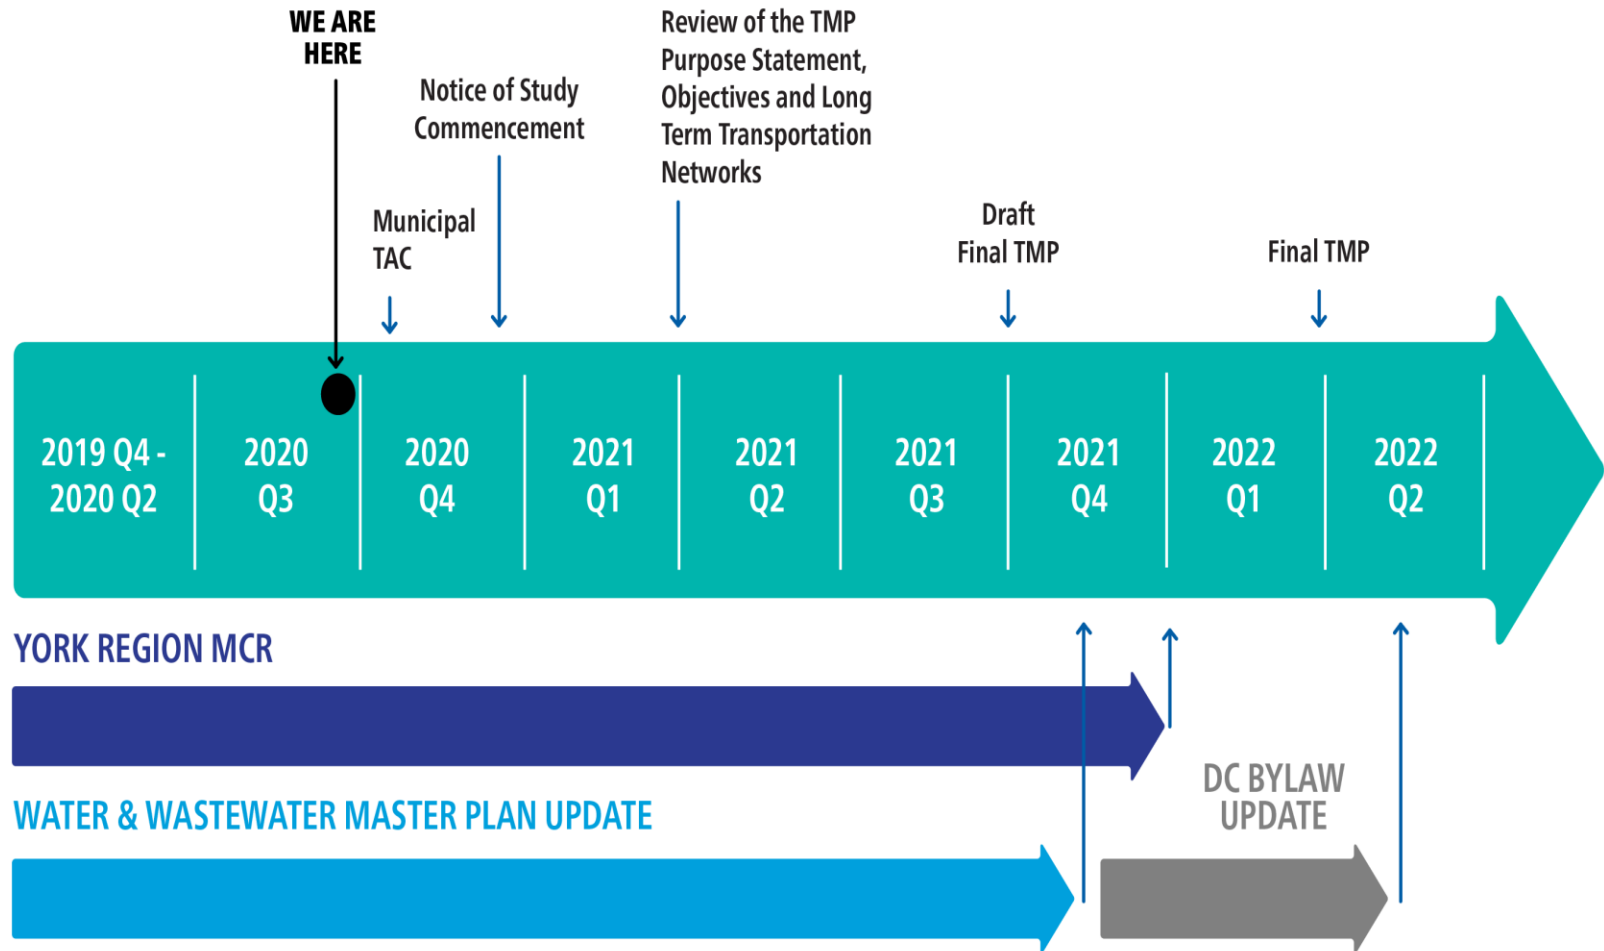 WE ARE
HERE
Notice of Study
Commencement
Review of the TMP
Purpose Statement,
Objectives and Long
Term Transportation
Networks
Municipal
TAC
Draft
Final TMP
Final TMP
2019 Q4 -
2020 Q2
2020
Q3
2020
Q4
2021
Q1
2021
Q2
2021
Q3
2021
Q4
2022
Q1
2022
Q2
YORK REGION MCR
WATER & WASTEWATER MASTER PLAN UPDATE
DC BYLAW
UPDATE